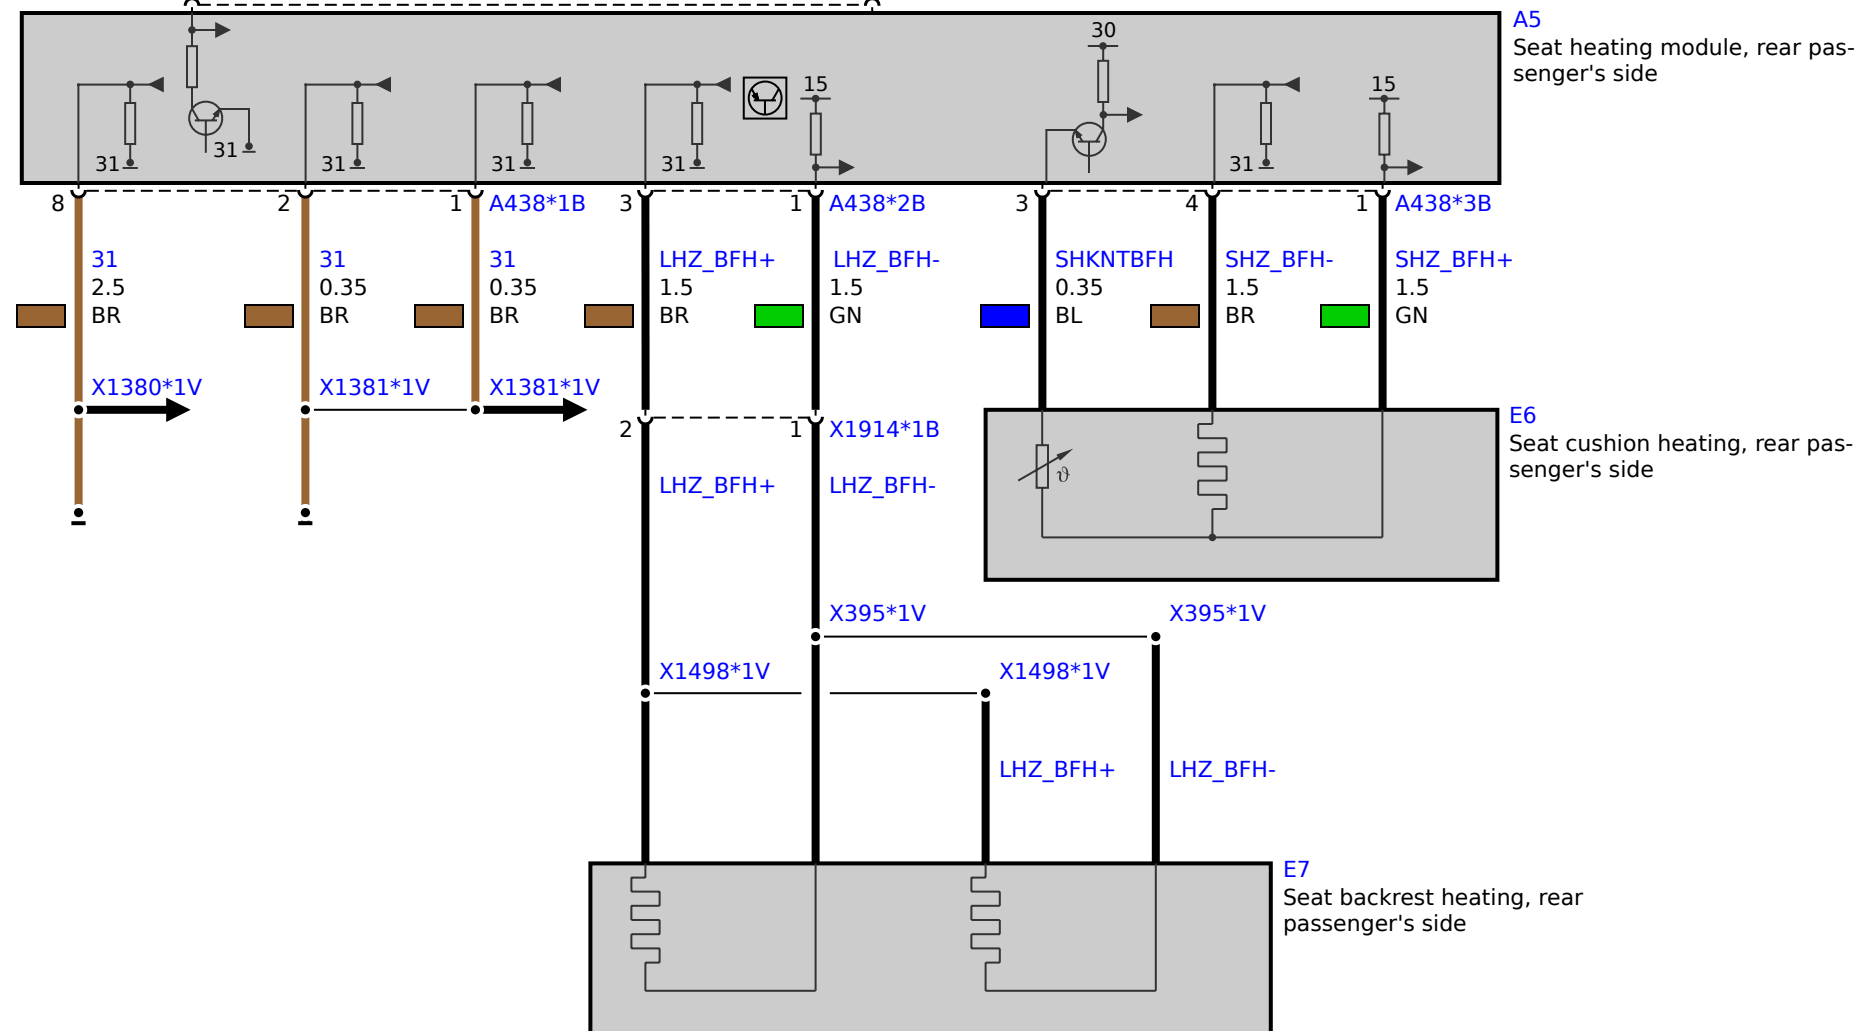 A5
Seat heating module, rear pas-
senger's side
30
15
15
31
31
31
31
31
31
8
2
1
A438*1B
3
1
A438*2B
3
4
1
A438*3B
31
31
31
LHZ_BFH+
LHZ_BFH-
SHKNTBFH
SHZ_BFH-
SHZ_BFH+
2.5
0.35
0.35
1.5
1.5
0.35
1.5
1.5
BR
BR
BR
BR
GN
BL
BR
GN
X1380*1V
X1381*1V
X1381*1V
2
1
X1914*1B
E6
Seat cushion heating, rear pas-
senger's side
ϑ
LHZ_BFH+
LHZ_BFH-
X395*1V
X395*1V
X1498*1V
X1498*1V
LHZ_BFH+
LHZ_BFH-
E7
Seat backrest heating, rear
passenger's side